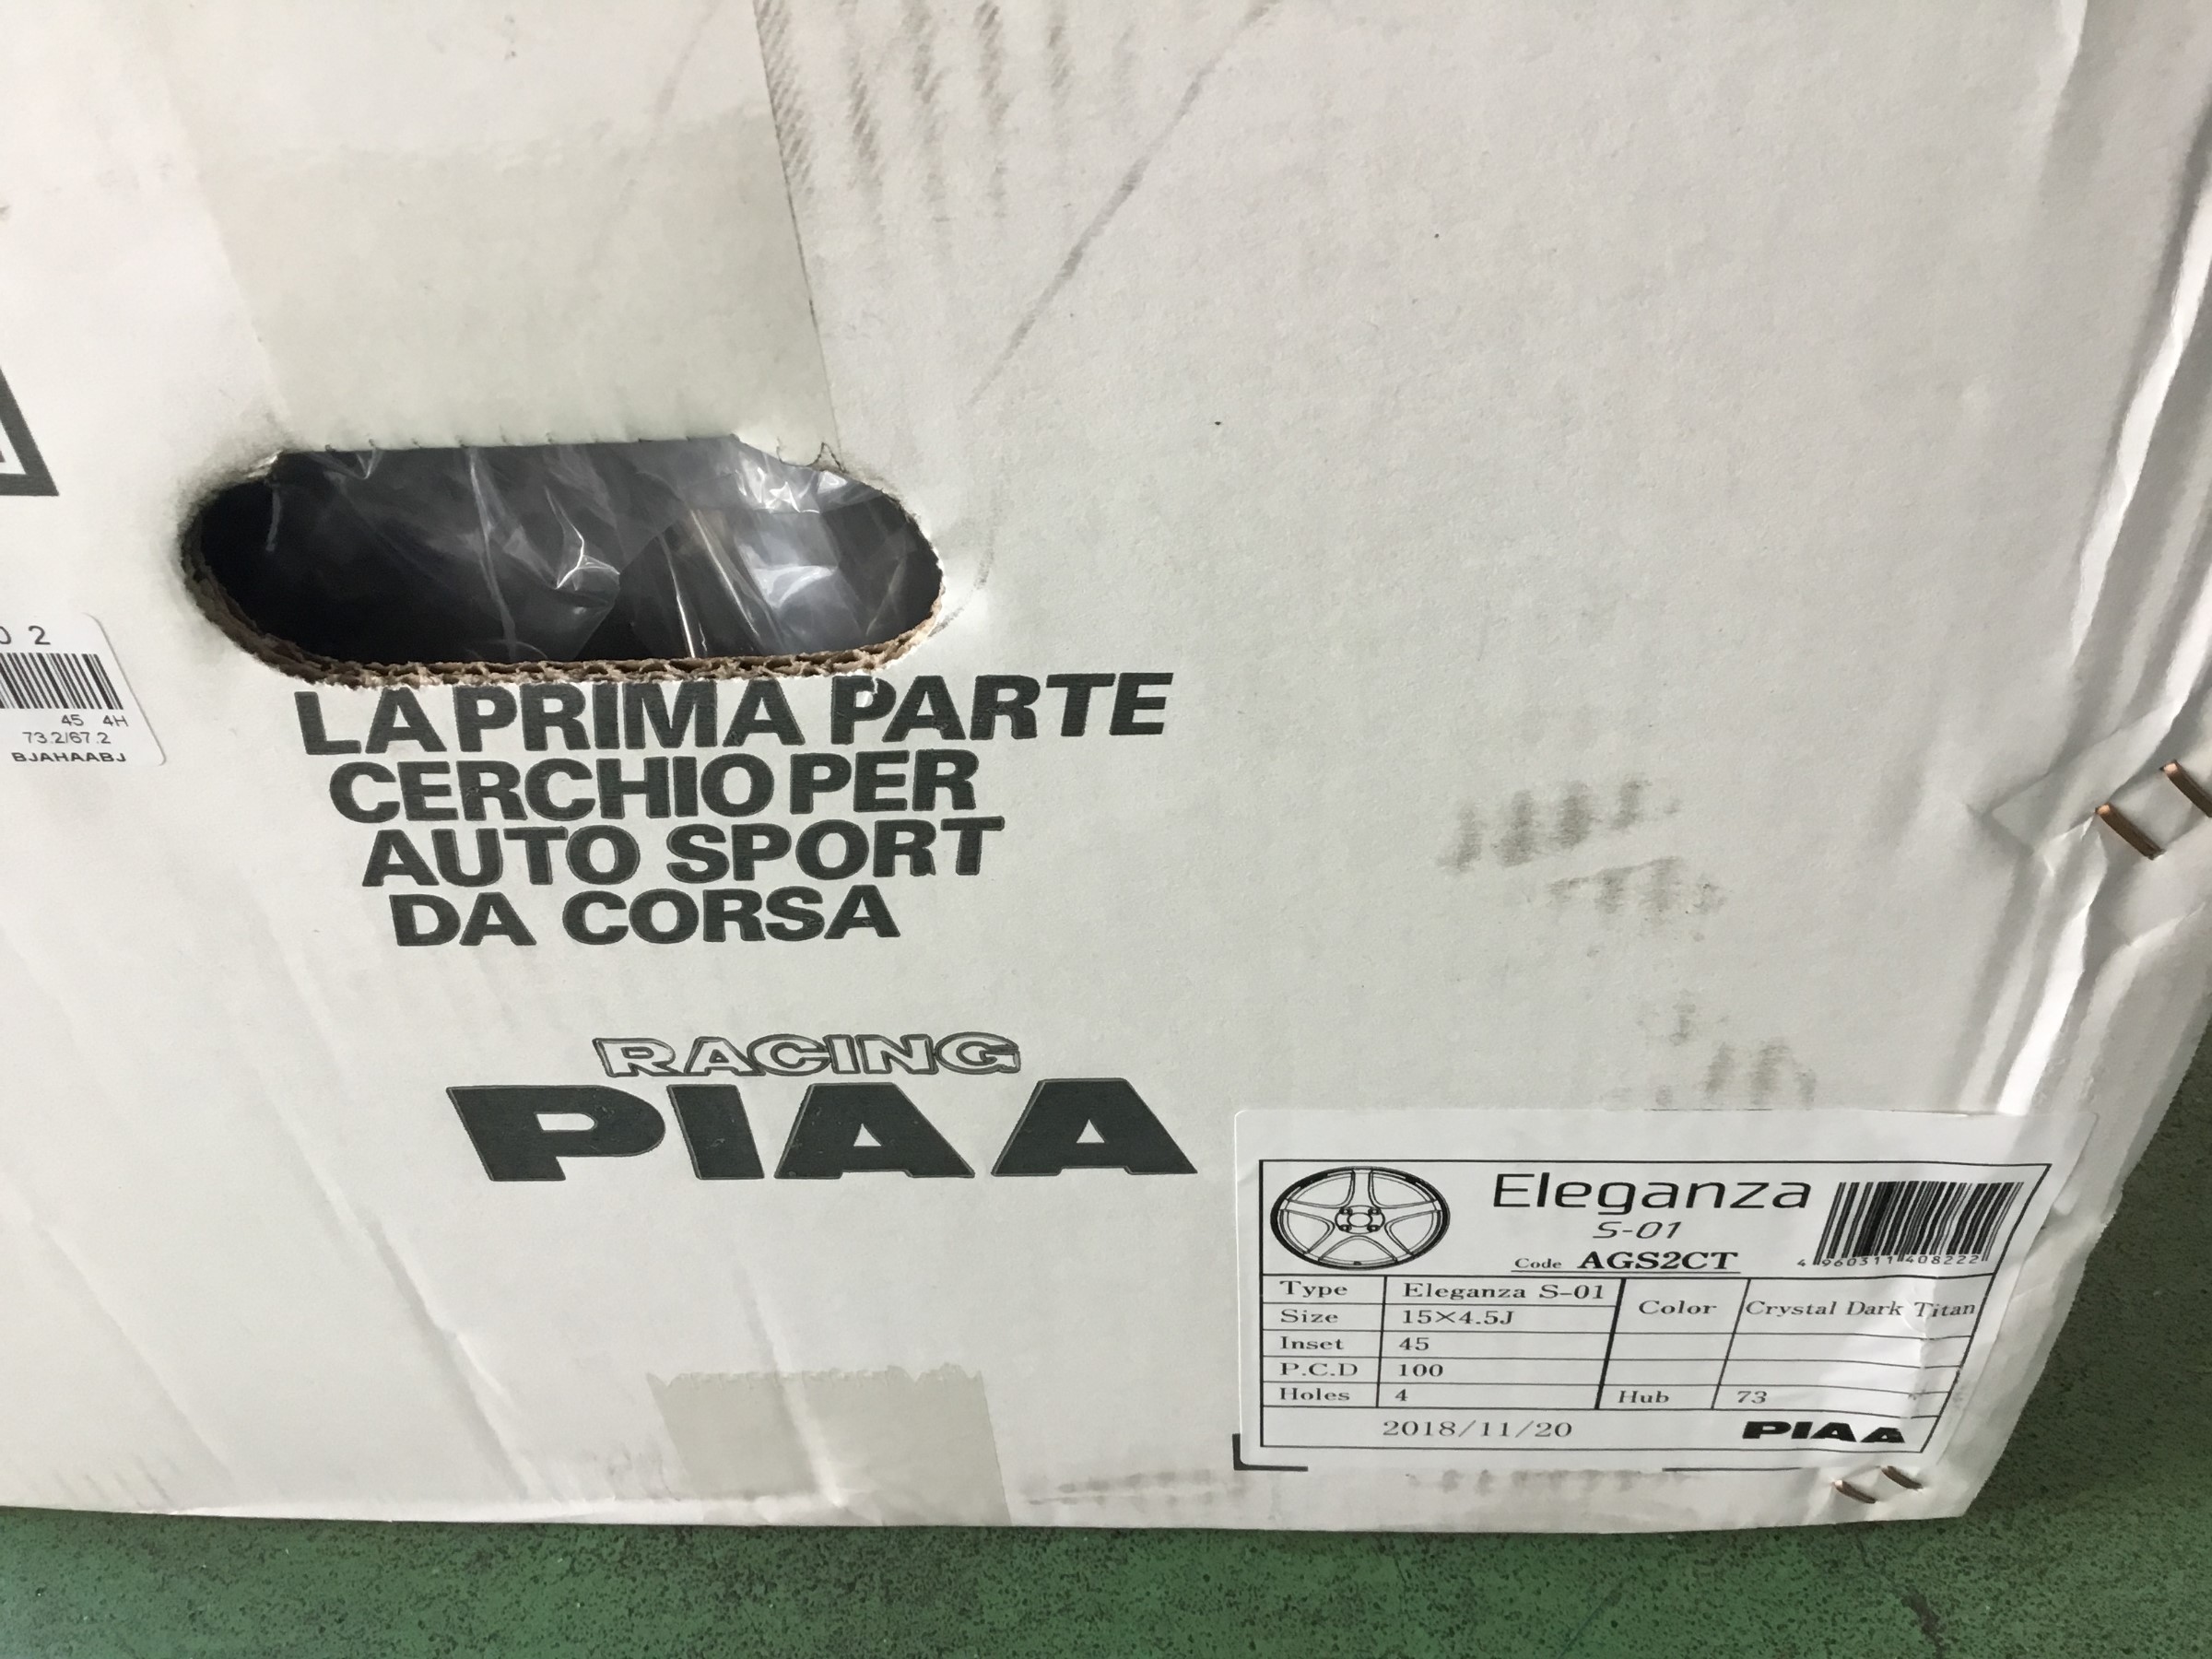 0 2
45 4H
73.2/67.2
BJAHAABJ
LA PRIMA PARTE
CERCHIO PER
AUTO SPORT
DA CORSA
RACING
PIAA
Eleganza
S-01
Code AGS2CT
4 960311 408222
Type Eleganza S-01 Color Crystal Dark Titan
Size 15×4.5J
Inset 45
P.C.D 100
Holes 4 Hub 73
2018/11/20 PIAA